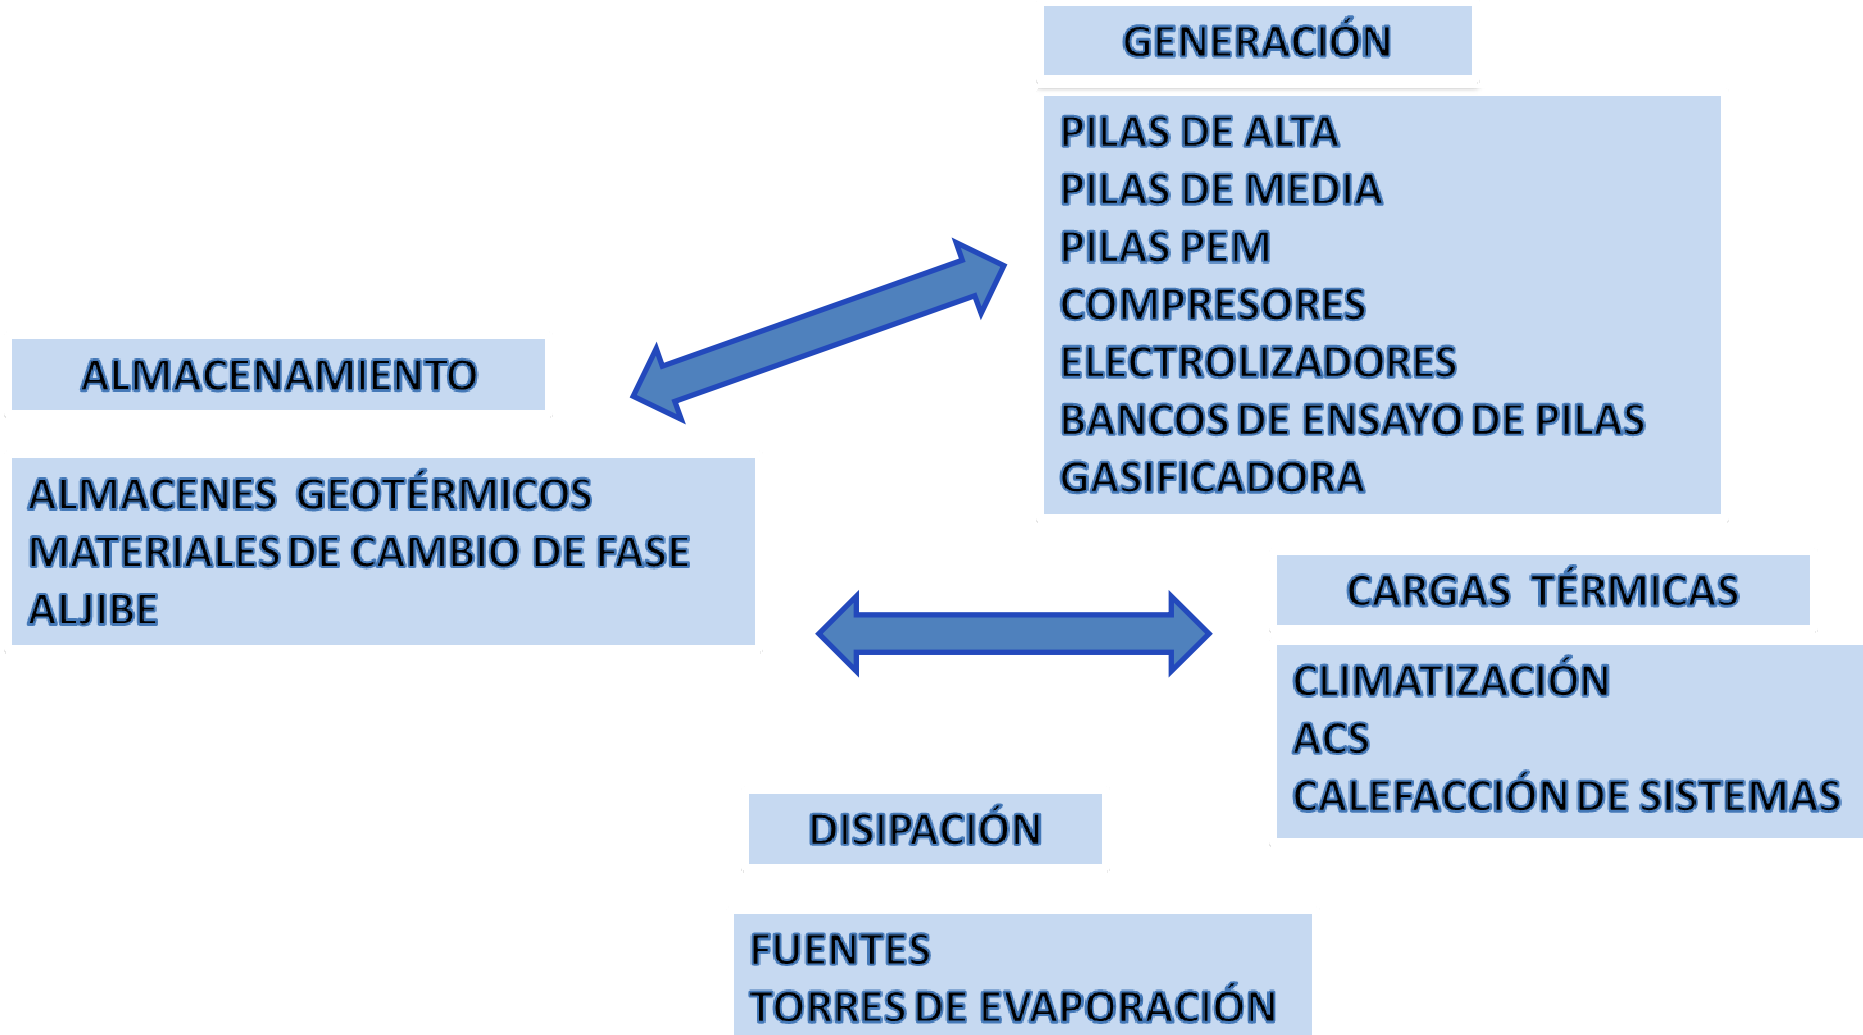 GENERACIÓN
PILAS DE ALTA
PILAS DE MEDIA
PILAS PEM
COMPRESORES
ELECTROLIZADORES
BANCOS DE ENSAYO DE PILAS
GASIFICADORA
ALMACENAMIENTO
ALMACENES GEOTÉRMICOS
MATERIALES DE CAMBIO DE FASE
ALJIBE
CARGAS TÉRMICAS
CLIMATIZACIÓN
ACS
CALEFACCIÓN DE SISTEMAS
DISIPACIÓN
FUENTES
TORRES DE EVAPORACIÓN